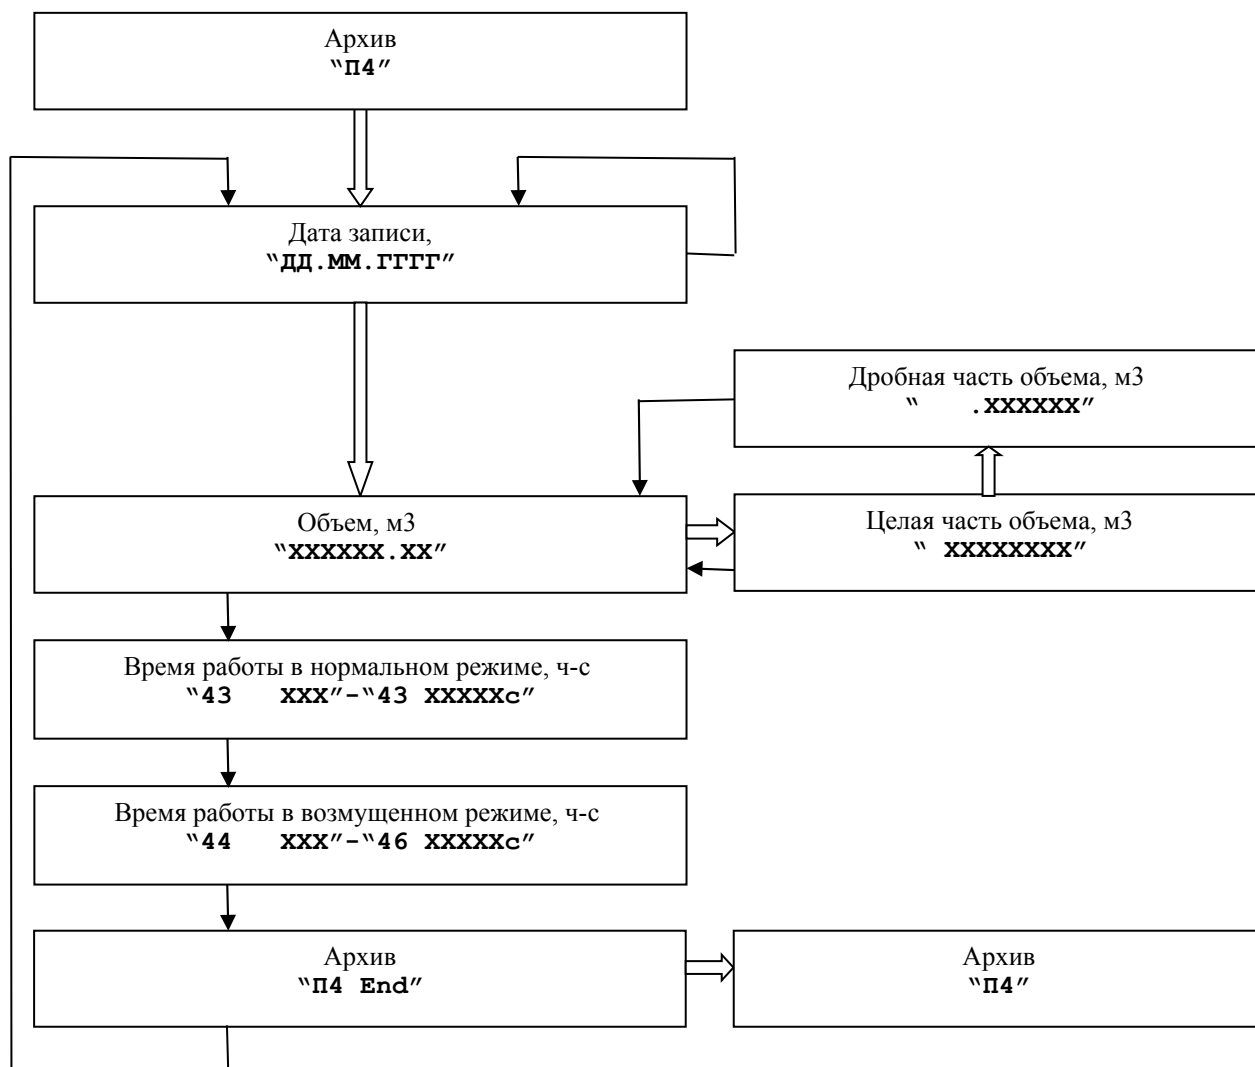 Архив
“П4”
Дата записи,
“ДД.ММ.ГГГГ”
Дробная часть объема, м3
“   .XXXXXX”
Объем, м3
“XXXXXX.XX”
Целая часть объема, м3
“ XXXXXXXX”
Время работы в нормальном режиме, ч-с
“43   XXX”-“43 XXXXXс”
Время работы в возмущенном режиме, ч-с
“44   XXX”-“46 XXXXXс”
Архив
“П4 End”
Архив
“П4”